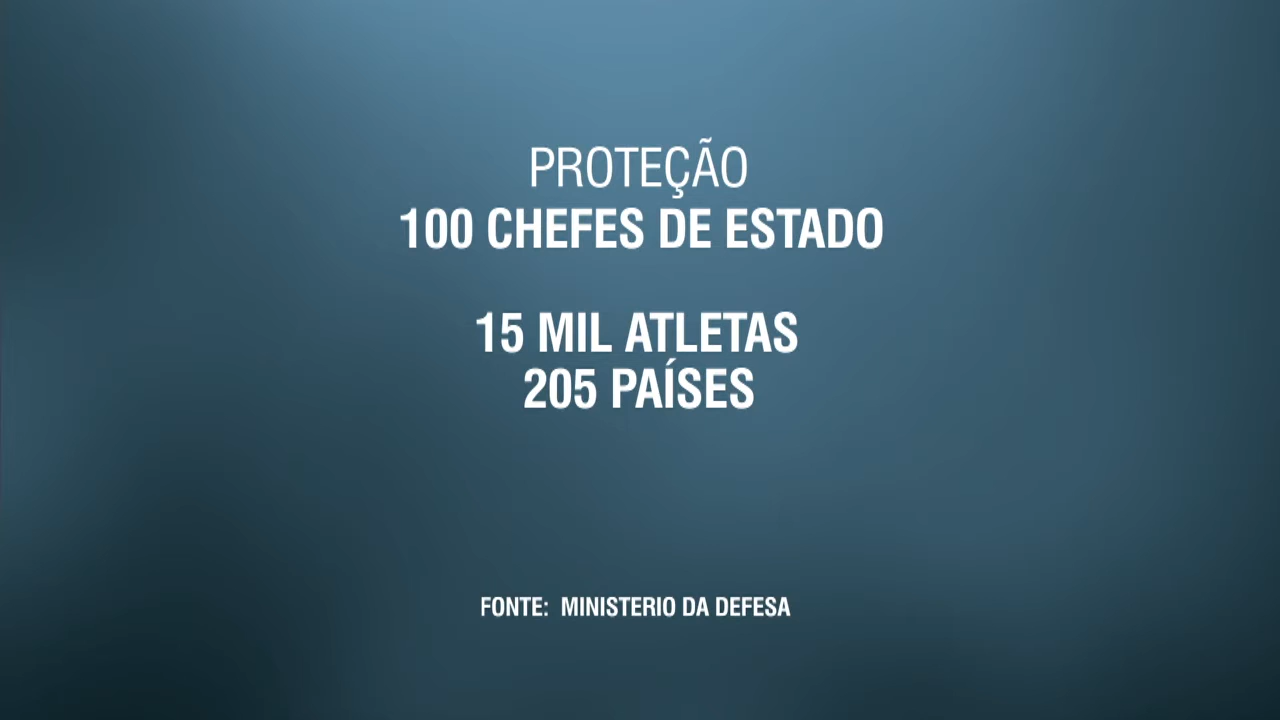 PROTEÇÃO
100 CHEFES DE ESTADO
15 MIL ATLETAS
205 PAÍSES
FONTE: MINISTERIO DA DEFESA